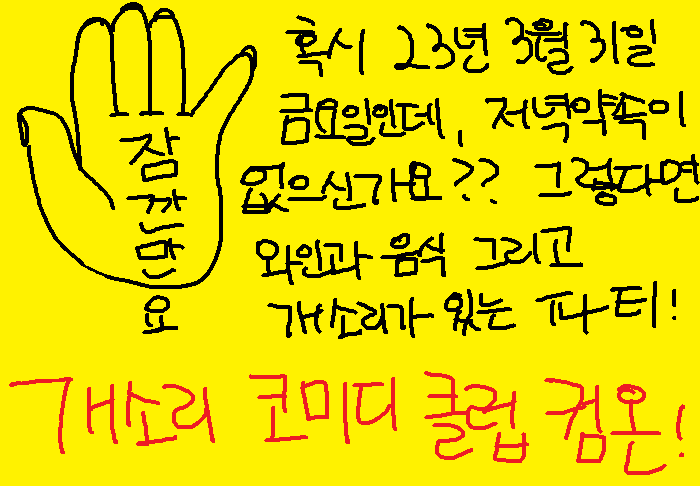 잠
깐
만
요
혹시 23년 3월 31일
금요일인데, 저녁약속이
없으신가요?? 그렇다면
와인과 음식 그리고
개소리가 있는 파티!
개소리 코미디 클럽 컴온!